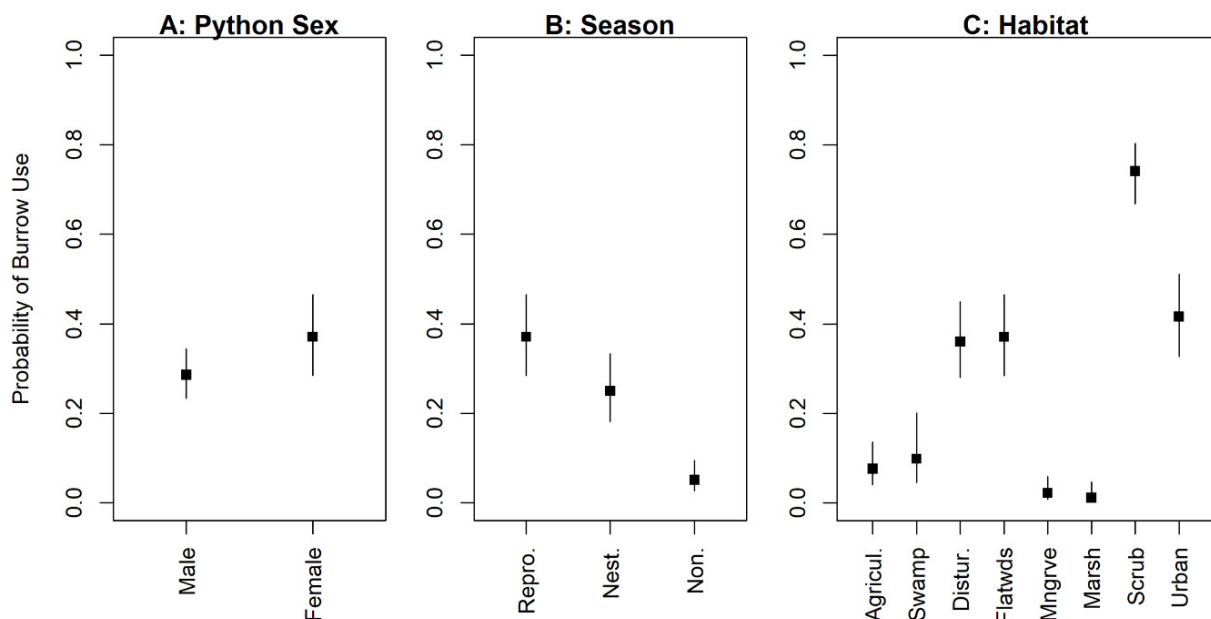 A: Python Sex
B: Season
C: Habitat
Probability of Burrow Use
1.0
0.8
0.6
0.4
0.2
0.0
Male
Female
1.0
0.8
0.6
0.4
0.2
0.0
Repro.
Nest.
Non.
1.0
0.8
0.6
0.4
0.2
0.0
Agricul.
Swamp
Distur.
Flatwds
Mngrve
Marsh
Scrub
Urban